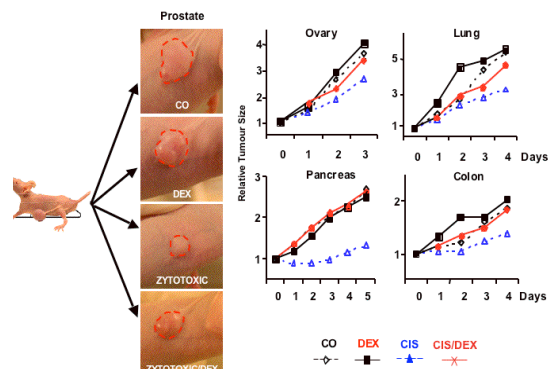 Prostate
CO
DEX
ZYTOTOXIC
ZYTOTOXIC/DEX
Relative Tumour Size
Ovary
4
3
2
1
0 1 2 3
Lung
5
3
1
0 1 2 3 4 Days
Pancreas
3
2
1
0 1 2 3 4 5
Colon
2
1
0 1 2 3 4 Days
CO DEX CIS CIS/DEX